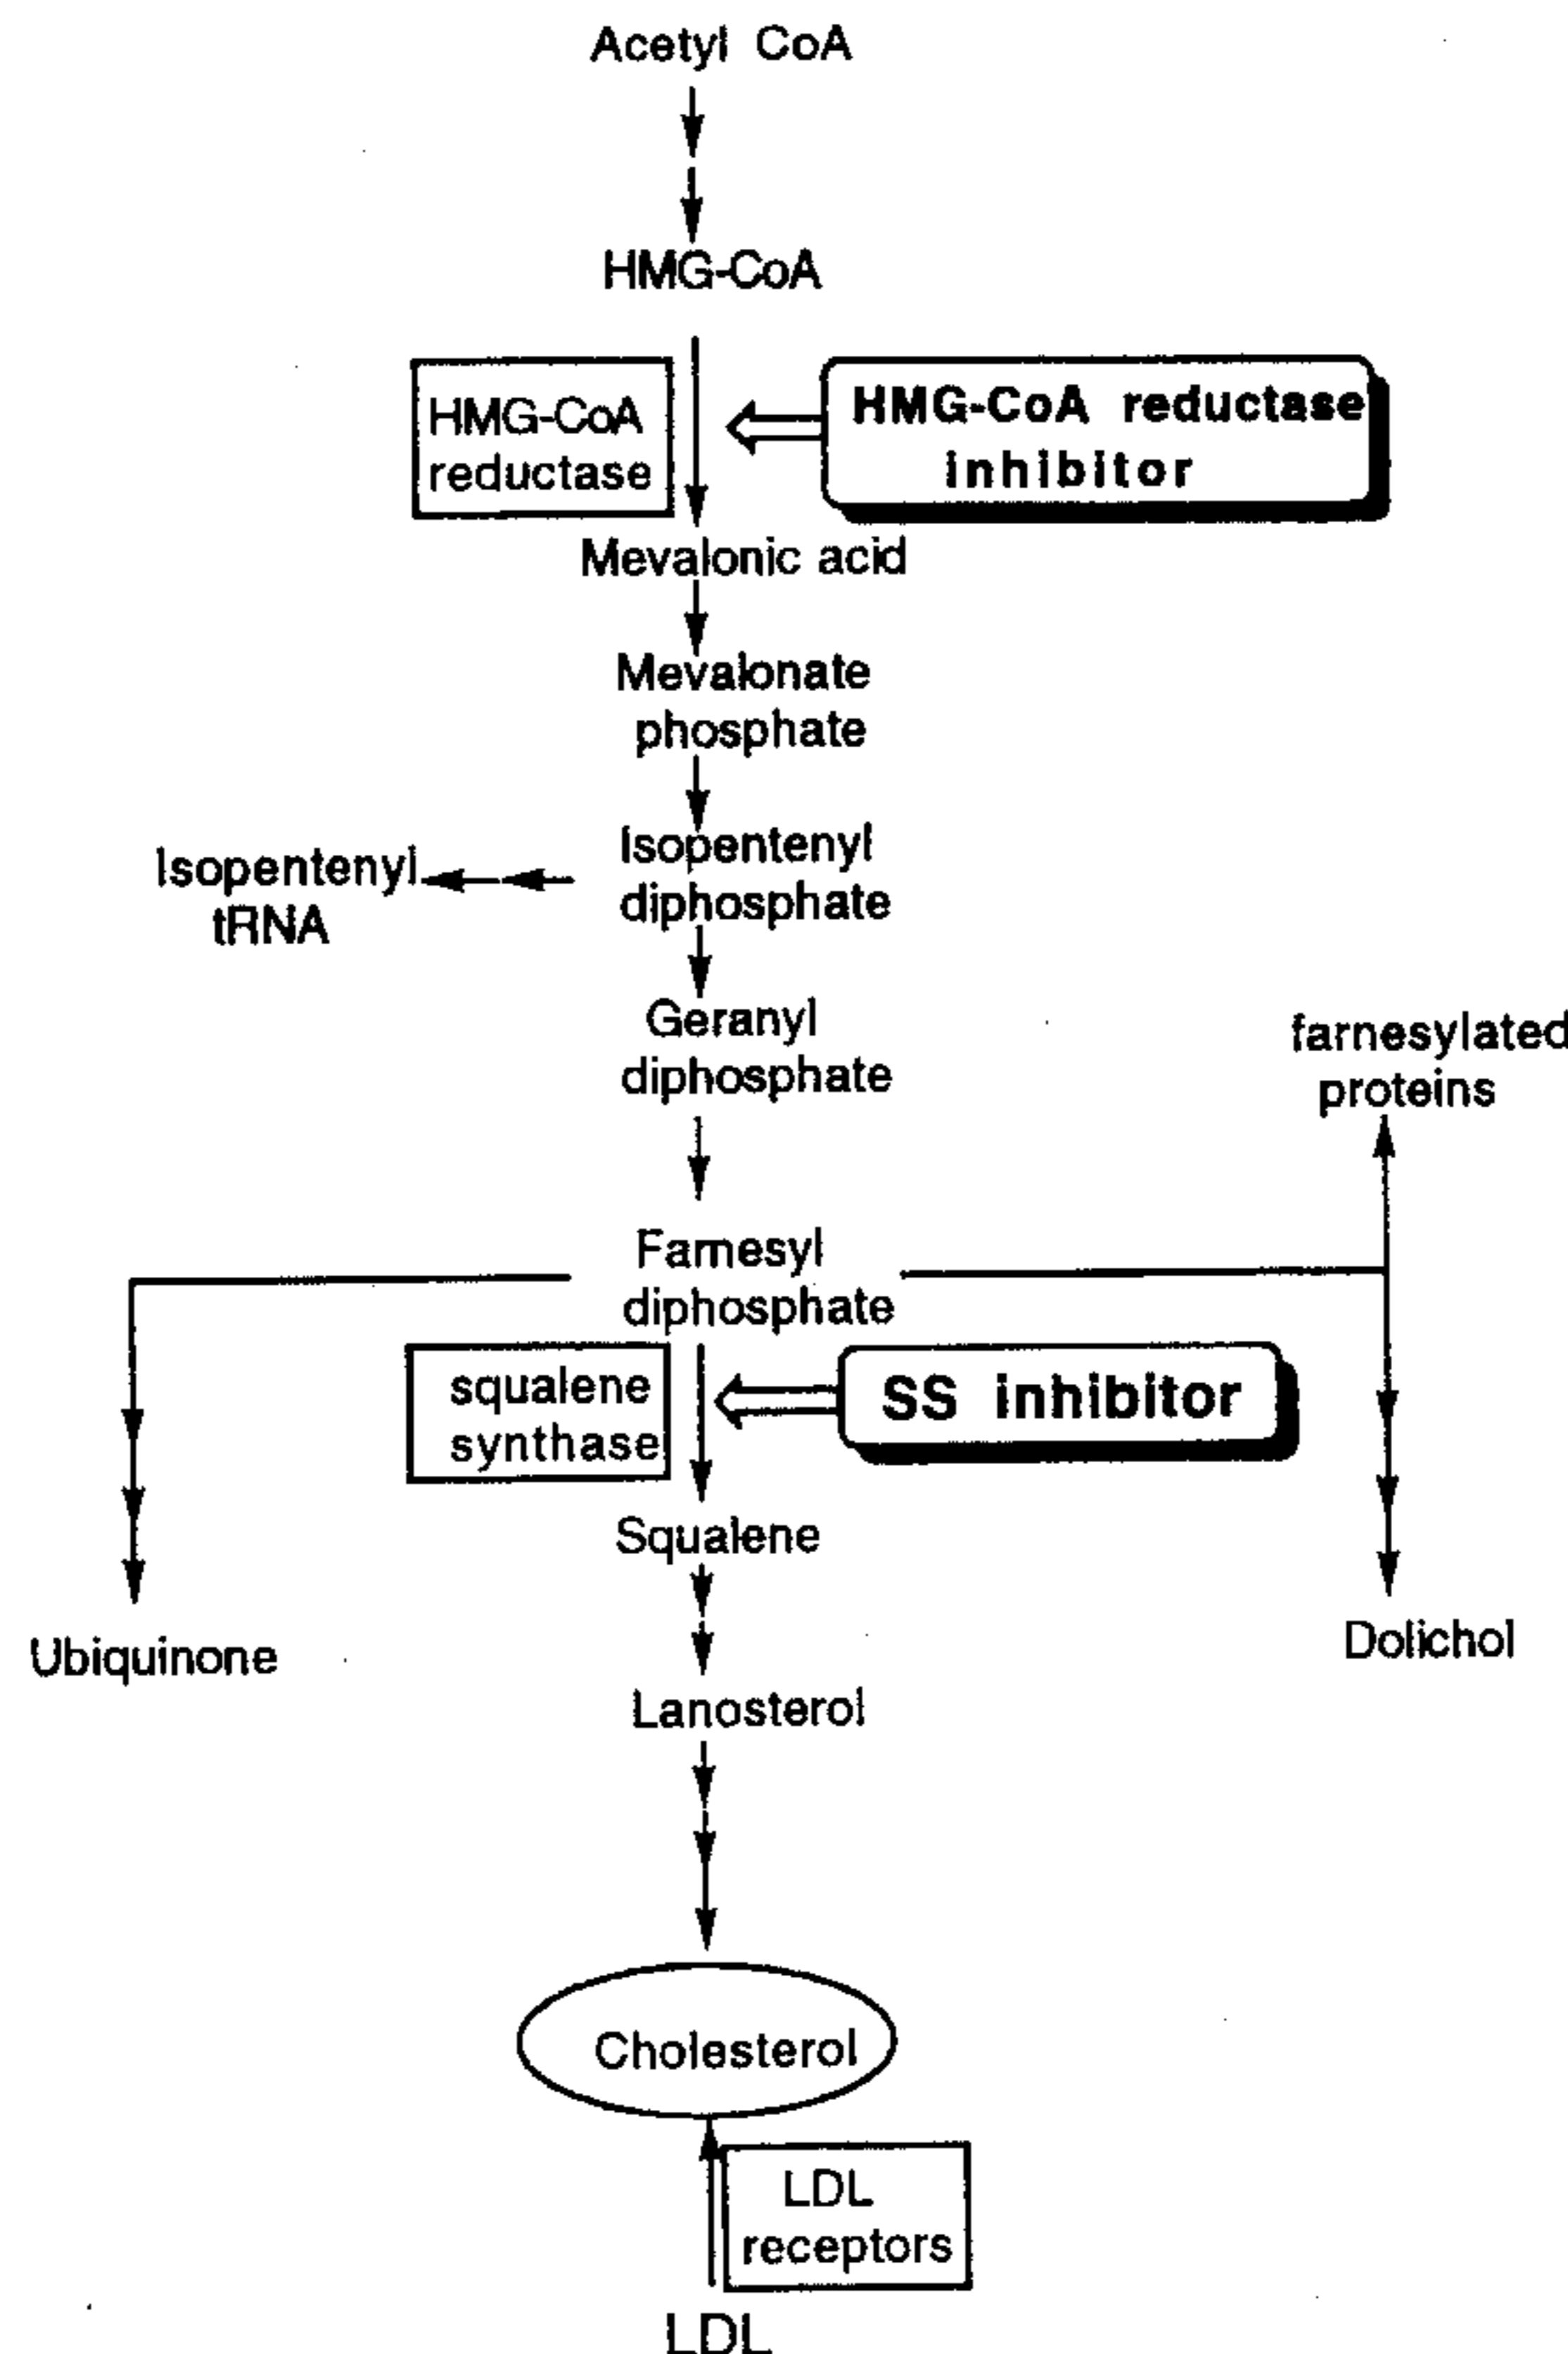 Acetyl CoA
HMG-CoA
HMG-CoA
reductase
HMG-CoA reductase
inhibitor
Mevalonic acid
Mevalonate
phosphate
Isopentenyl
diphosphate
Isopentenyl
tRNA
Geranyl
diphosphate
farnesylated
proteins
Farnesyl
diphosphate
squalene
synthase
SS inhibitor
Squalene
Ubiquinone
Dolichol
Lanosterol
Cholesterol
LDL
receptors
LDL